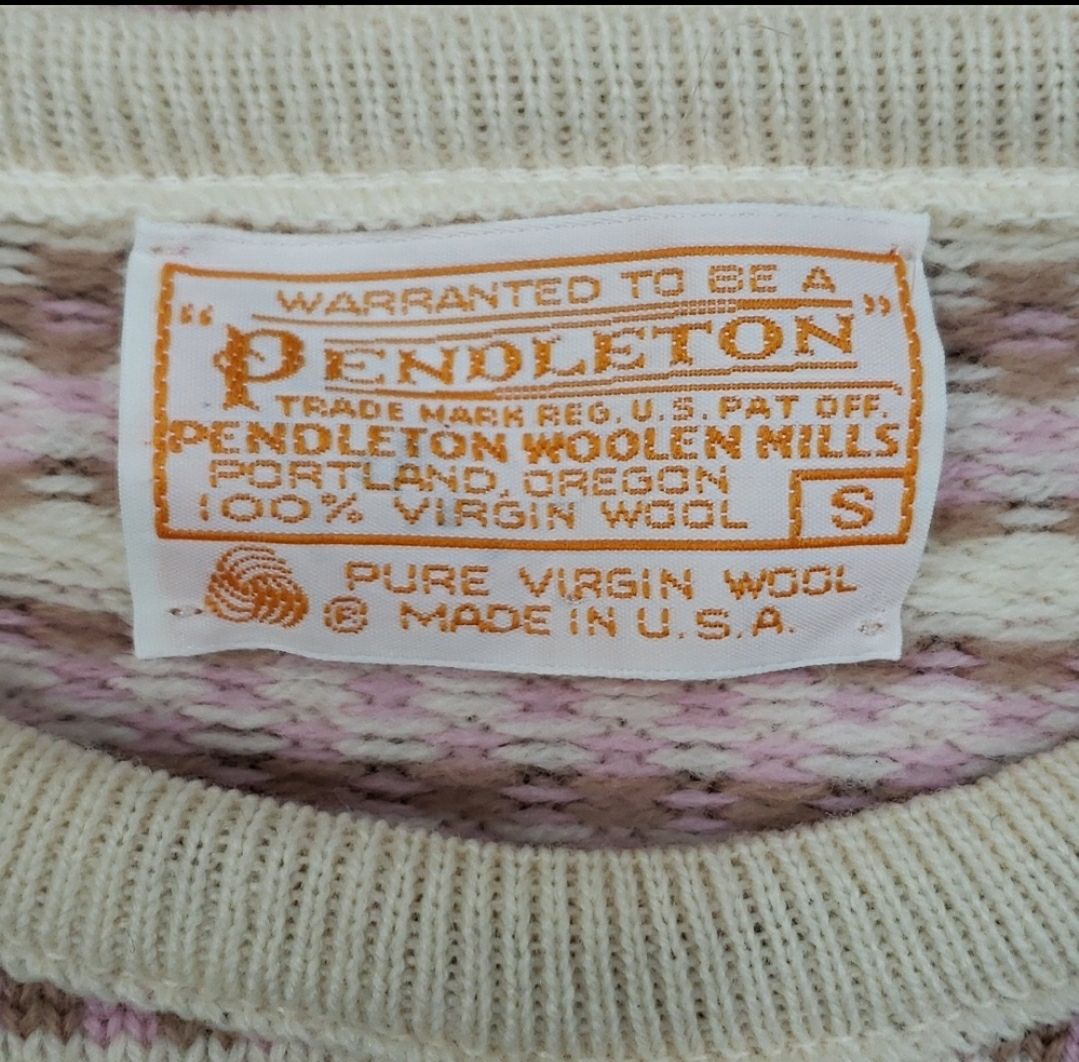 WARRANTED TO BE A
“PENDLETON”
TRADE MARK REG. U.S. PAT OFF.
PENDLETON WOOLEN MILLS
PORTLAND, OREGON
100% VIRGIN WOOL
S
PURE VIRGIN WOOL
® MADE IN U.S.A.